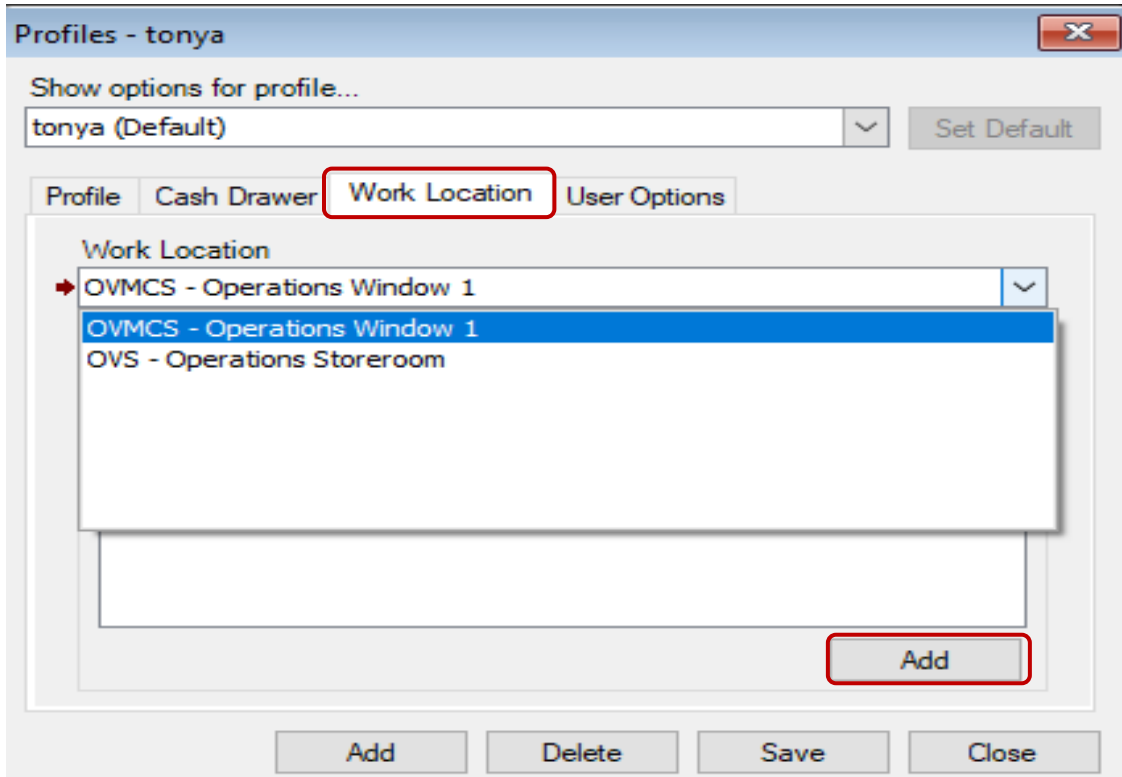 Profiles - tonya
Show options for profile...
tonya (Default)
Set Default
Profile Cash Drawer Work Location User Options
Work Location
OVMCS - Operations Window 1
OVMCS - Operations Window 1
OVS - Operations Storeroom
Add
Add Delete Save Close